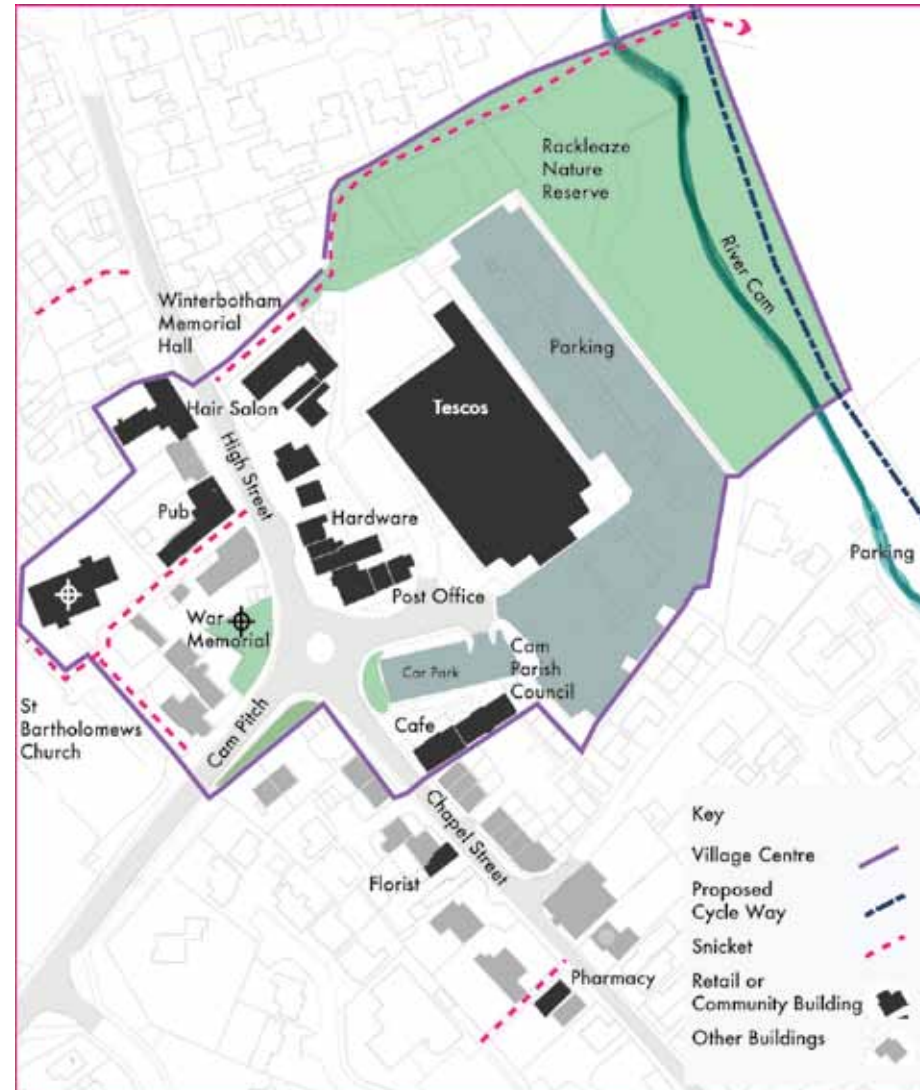 Rackleaze
Nature
Reserve
River Cam
Winterbotham
Memorial
Hall
Parking
Tescos
Hair Salon
High Street
Pub
Hardware
Parking
Post Office
War
Memorial
Cam
Parish
Council
Car Park
St
Bartholomews
Church
Cam Pitch
Cafe
Chapel Street
Florist
Pharmacy
Key
Village Centre
Proposed
Cycle Way
Snicket
Retail or
Community Building
Other Buildings